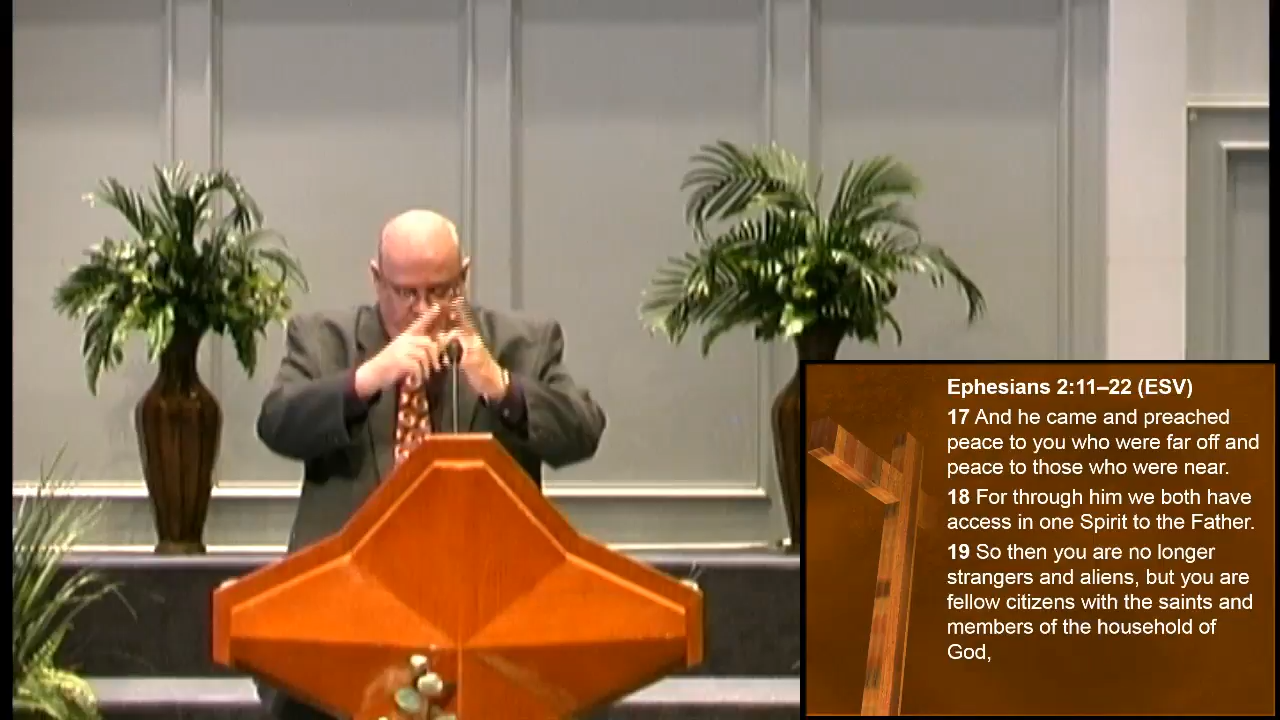 Ephesians 2:11–22 (ESV)
17 And he came and preached
peace to you who were far off and
peace to those who were near.
18 For through him we both have
access in one Spirit to the Father.
19 So then you are no longer
strangers and aliens, but you are
fellow citizens with the saints and
members of the household of
God,